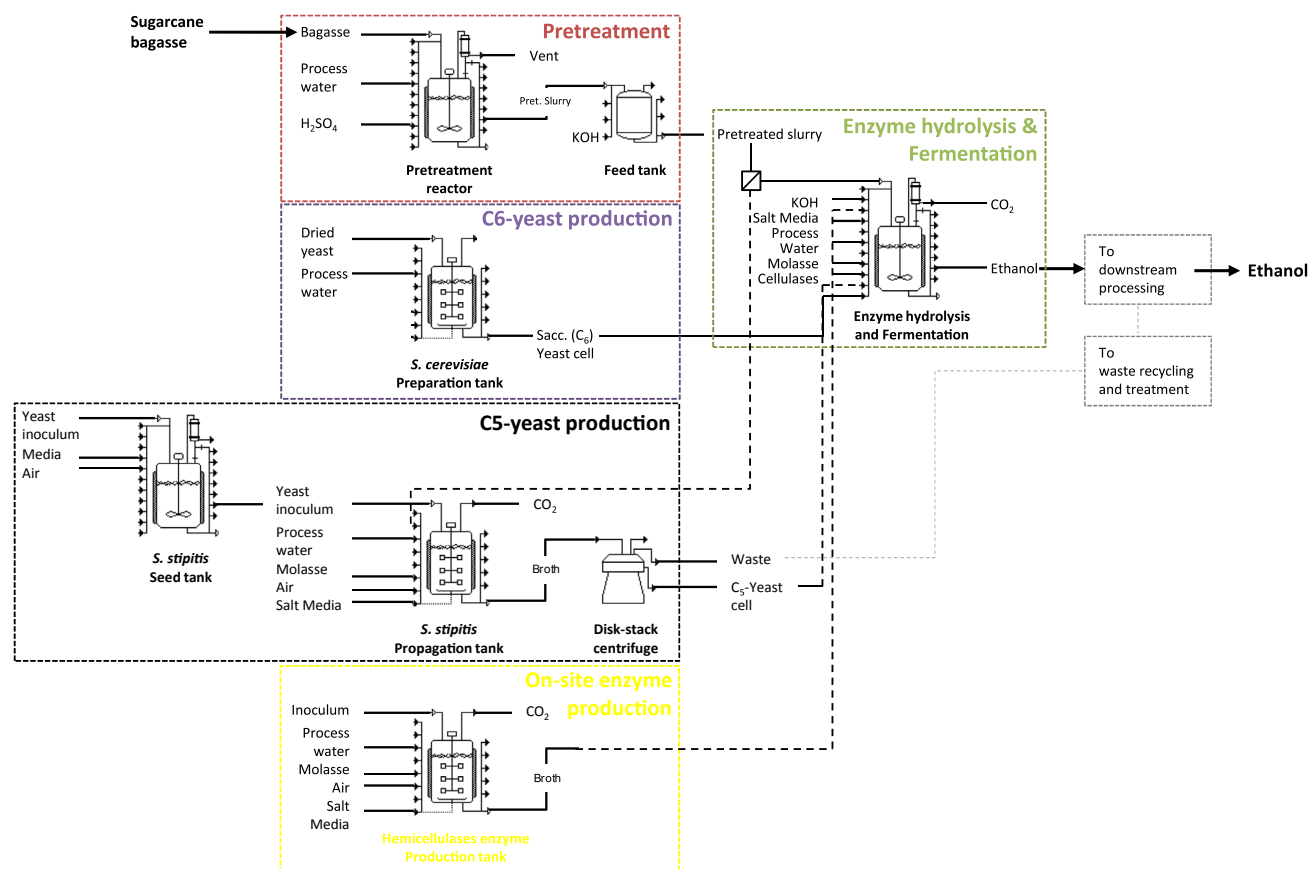 Sugarcane
bagasse
Pretreatment
Bagasse
Process
water
H₂SO₄
Vent
Pret. Slurry
KOH
Pretreatment
reactor
Feed tank
Pretreated slurry
Enzyme hydrolysis &
Fermentation
KOH
Salt Media
Process
Water
Molasse
Cellulases
CO₂
Ethanol
Enzyme hydrolysis
and Fermentation
To
downstream
processing
Ethanol
To
waste recycling
and treatment
C6-yeast production
Dried
yeast
Process
water
Sacc. (C₆)
Yeast cell
S. cerevisiae
Preparation tank
C5-yeast production
Yeast
inoculum
Media
Air
S. stipitis
Seed tank
Yeast
inoculum
Process
water
Molasse
Air
Salt Media
CO₂
Broth
S. stipitis
Propagation tank
Disk-stack
centrifuge
Waste
C₅-Yeast
cell
On-site enzyme
production
Inoculum
Process
water
Molasse
Air
Salt
Media
CO₂
Broth
Hemicellulases enzyme
Production tank